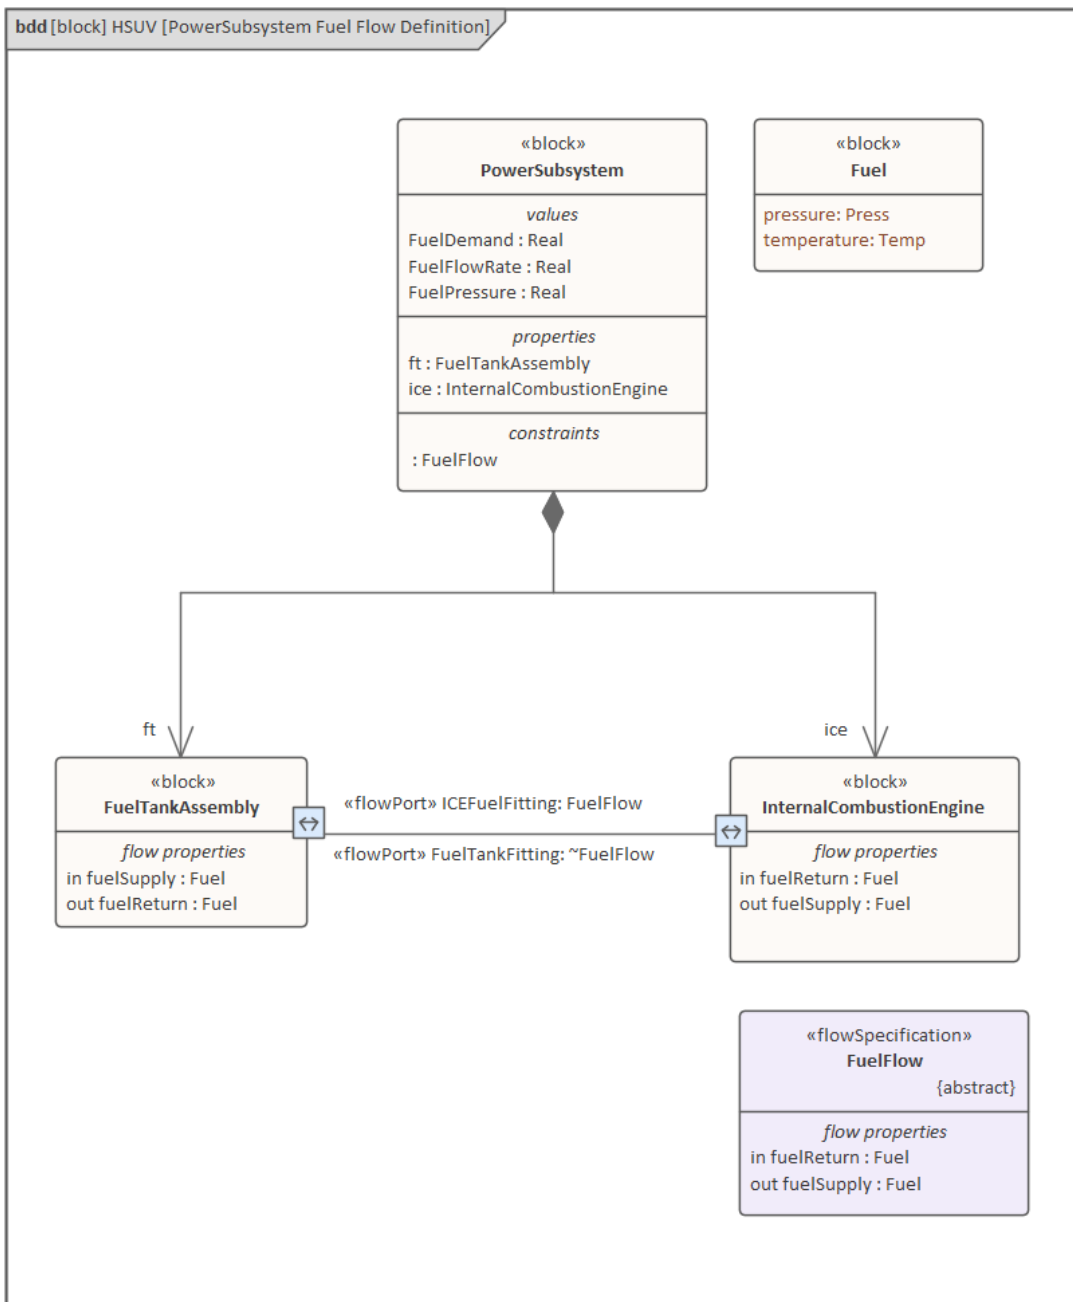 bdd [block] HSUV [PowerSubsystem Fuel Flow Definition]
«block»
PowerSubsystem
values
FuelDemand : Real
FuelFlowRate : Real
FuelPressure : Real
properties
ft : FuelTankAssembly
ice : InternalCombustionEngine
constraints
: FuelFlow
«block»
Fuel
pressure: Press
temperature: Temp
ft
ice
«block»
FuelTankAssembly
flow properties
in fuelSupply : Fuel
out fuelReturn : Fuel
«flowPort» ICEFuelFitting: FuelFlow
«flowPort» FuelTankFitting: ~FuelFlow
«block»
InternalCombustionEngine
flow properties
in fuelReturn : Fuel
out fuelSupply : Fuel
«flowSpecification»
FuelFlow
{abstract}
flow properties
in fuelReturn : Fuel
out fuelSupply : Fuel